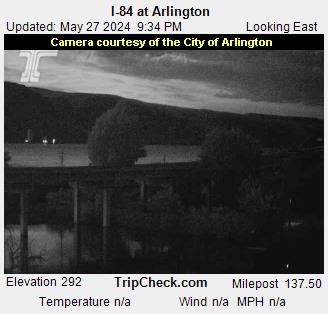 I-84 at Arlington
Updated: May 27 2024 9:34 PM Looking East
Camera courtesy of the City of Arlington
Elevation 292 TripCheck.com Milepost 137.50
Temperature n/a Wind n/a MPH n/a